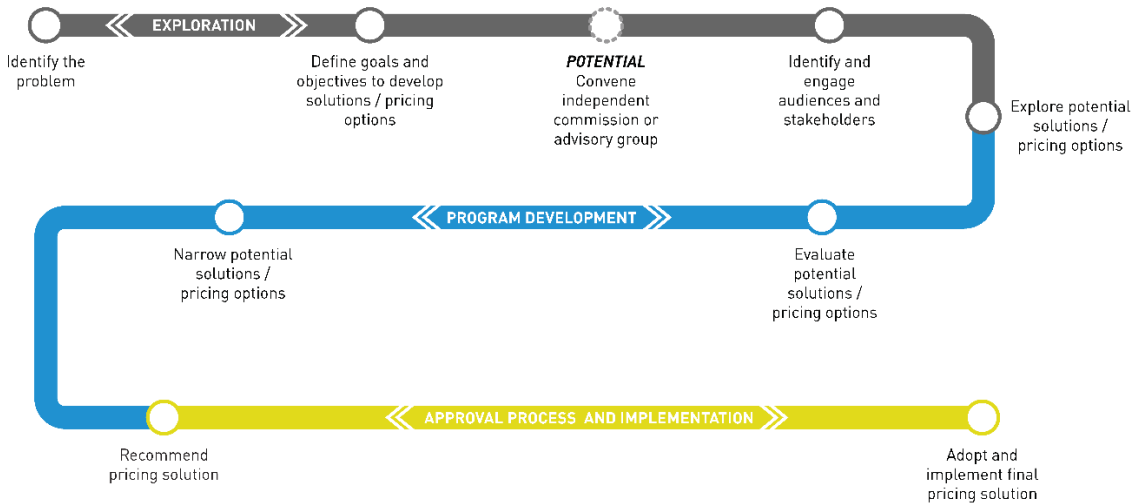 EXPLORATION
Identify the
problem
Define goals and
objectives to develop
solutions / pricing
options
POTENTIAL
Convene
independent
commission or
advisory group
Identify and
engage
audiences and
stakeholders
Explore potential
solutions /
pricing options
PROGRAM DEVELOPMENT
Evaluate
potential
solutions /
pricing options
Narrow potential
solutions /
pricing options
APPROVAL PROCESS AND IMPLEMENTATION
Recommend
pricing solution
Adopt and
implement final
pricing solution